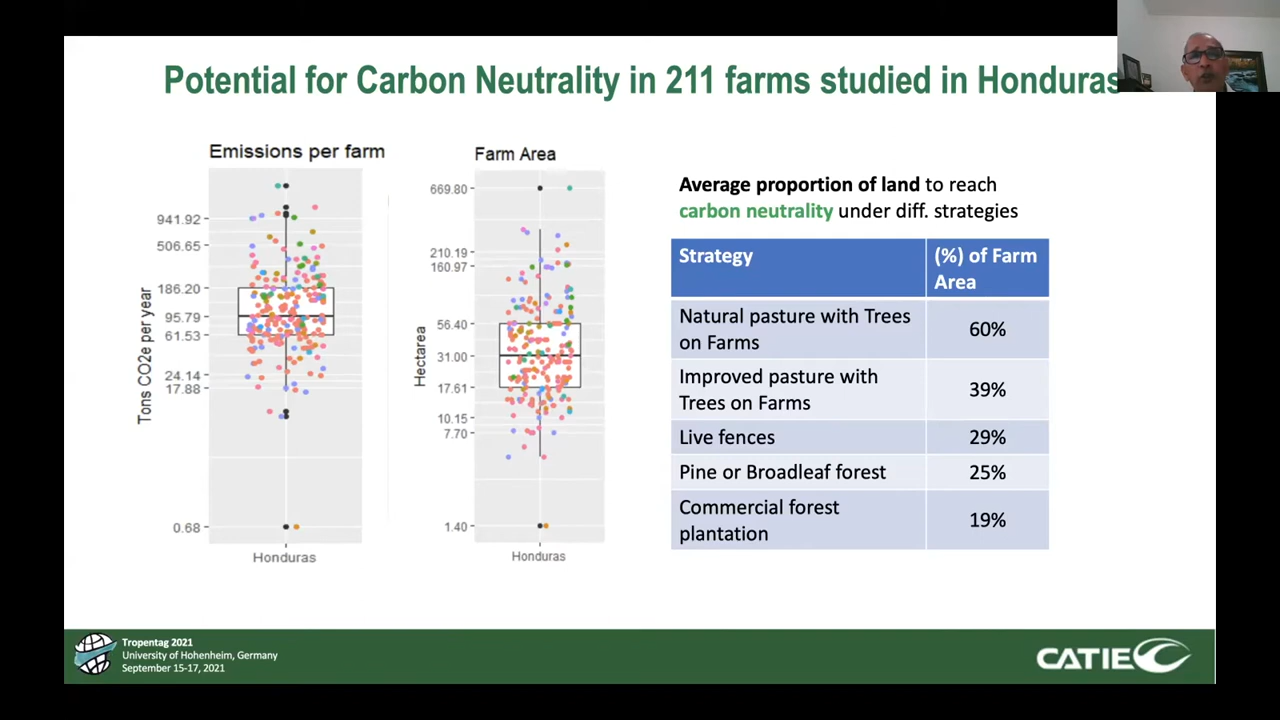 Potential for Carbon Neutrality in 211 farms studied in Honduras
Emissions per farm
Tons CO2e per year
941.92
506.65
186.20
95.79
61.53
24.14
17.88
0.68
Honduras
Farm Area
Hectarea
669.80
210.19
160.97
56.40
31.00
17.61
10.15
7.70
1.40
Honduras
Average proportion of land to reach
carbon neutrality under diff. strategies
Strategy
(%) of Farm
Area
Natural pasture with Trees
on Farms
60%
Improved pasture with
Trees on Farms
39%
Live fences
29%
Pine or Broadleaf forest
25%
Commercial forest
plantation
19%
Tropentag 2021
University of Hohenheim, Germany
September 15-17, 2021
CATIE